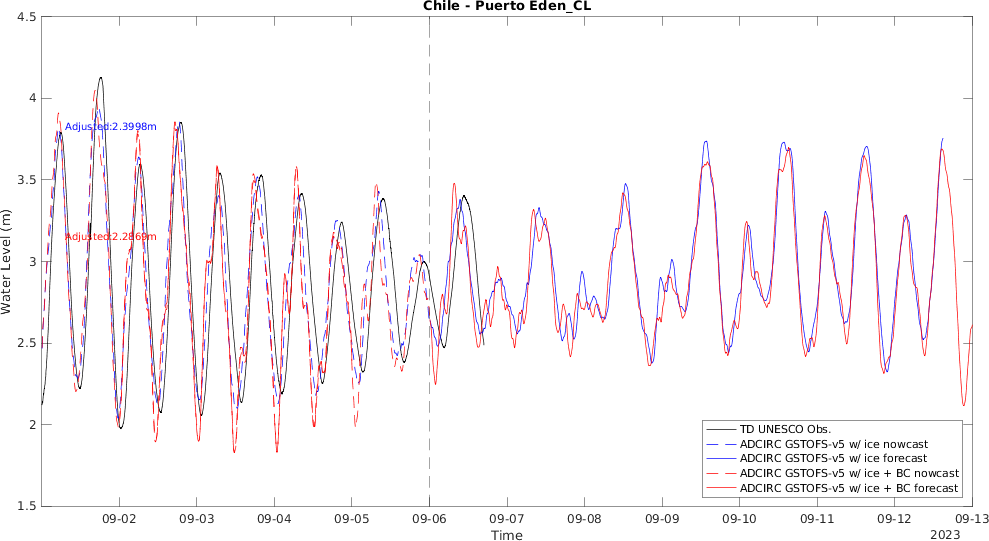 Chile - Puerto Eden_CL
4.5
4
3.5
3
2.5
2
1.5
Water Level (m)
Adjusted:2.3998m
Adjusted:2.2869m
TD UNESCO Obs.
ADCIRC GSTOFS-v5 w/ ice nowcast
ADCIRC GSTOFS-v5 w/ ice forecast
ADCIRC GSTOFS-v5 w/ ice + BC nowcast
ADCIRC GSTOFS-v5 w/ ice + BC forecast
09-02 09-03 09-04 09-05 09-06 09-07 09-08 09-09 09-10 09-11 09-12 09-13
Time
2023